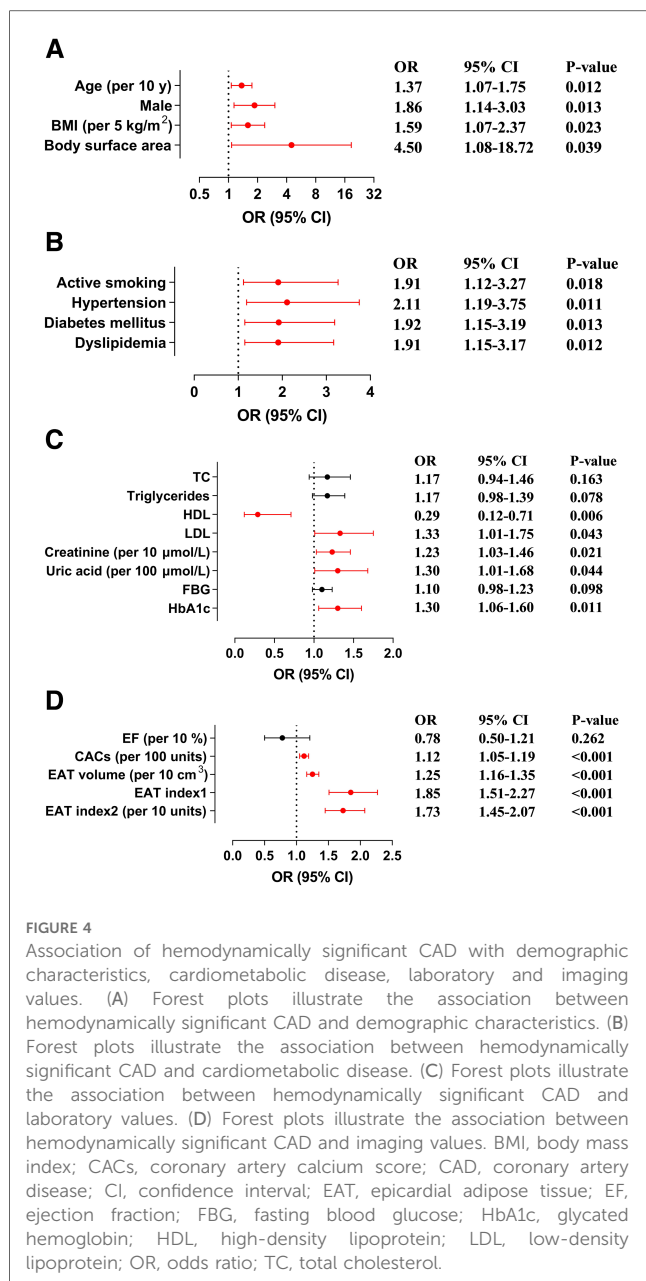 A
OR 95% CI P-value
Age (per 10 y) 1.37 1.07-1.75 0.012
Male 1.86 1.14-3.03 0.013
BMI (per 5 kg/m²) 1.59 1.07-2.37 0.023
Body surface area 4.50 1.08-18.72 0.039
0.5 1 2 4 8 16 32
OR (95% CI)
B
OR 95% CI P-value
Active smoking 1.91 1.12-3.27 0.018
Hypertension 2.11 1.19-3.75 0.011
Diabetes mellitus 1.92 1.15-3.19 0.013
Dyslipidemia 1.91 1.15-3.17 0.012
0 1 2 3 4
OR (95% CI)
C
OR 95% CI P-value
TC 1.17 0.94-1.46 0.163
Triglycerides 1.17 0.98-1.39 0.078
HDL 0.29 0.12-0.71 0.006
LDL 1.33 1.01-1.75 0.043
Creatinine (per 10 μmol/L) 1.23 1.03-1.46 0.021
Uric acid (per 100 μmol/L) 1.30 1.01-1.68 0.044
FBG 1.10 0.98-1.23 0.098
HbA1c 1.30 1.06-1.60 0.011
0.0 0.5 1.0 1.5 2.0
OR (95% CI)
D
OR 95% CI P-value
EF (per 10 %) 0.78 0.50-1.21 0.262
CACs (per 100 units) 1.12 1.05-1.19 <0.001
EAT volume (per 10 cm³) 1.25 1.16-1.35 <0.001
EAT index1 1.85 1.51-2.27 <0.001
EAT index2 (per 10 units) 1.73 1.45-2.07 <0.001
0.0 0.5 1.0 1.5 2.0 2.5
OR (95% CI)
FIGURE 4
Association of hemodynamically significant CAD with demographic
characteristics, cardiometabolic disease, laboratory and imaging
values. (A) Forest plots illustrate the association between
hemodynamically significant CAD and demographic characteristics. (B)
Forest plots illustrate the association between hemodynamically
significant CAD and cardiometabolic disease. (C) Forest plots illustrate
the association between hemodynamically significant CAD and
laboratory values. (D) Forest plots illustrate the association between
hemodynamically significant CAD and imaging values. BMI, body mass
index; CACs, coronary artery calcium score; CAD, coronary artery
disease; CI, confidence interval; EAT, epicardial adipose tissue; EF,
ejection fraction; FBG, fasting blood glucose; HbA1c, glycated
hemoglobin; HDL, high-density lipoprotein; LDL, low-density
lipoprotein; OR, odds ratio; TC, total cholesterol.